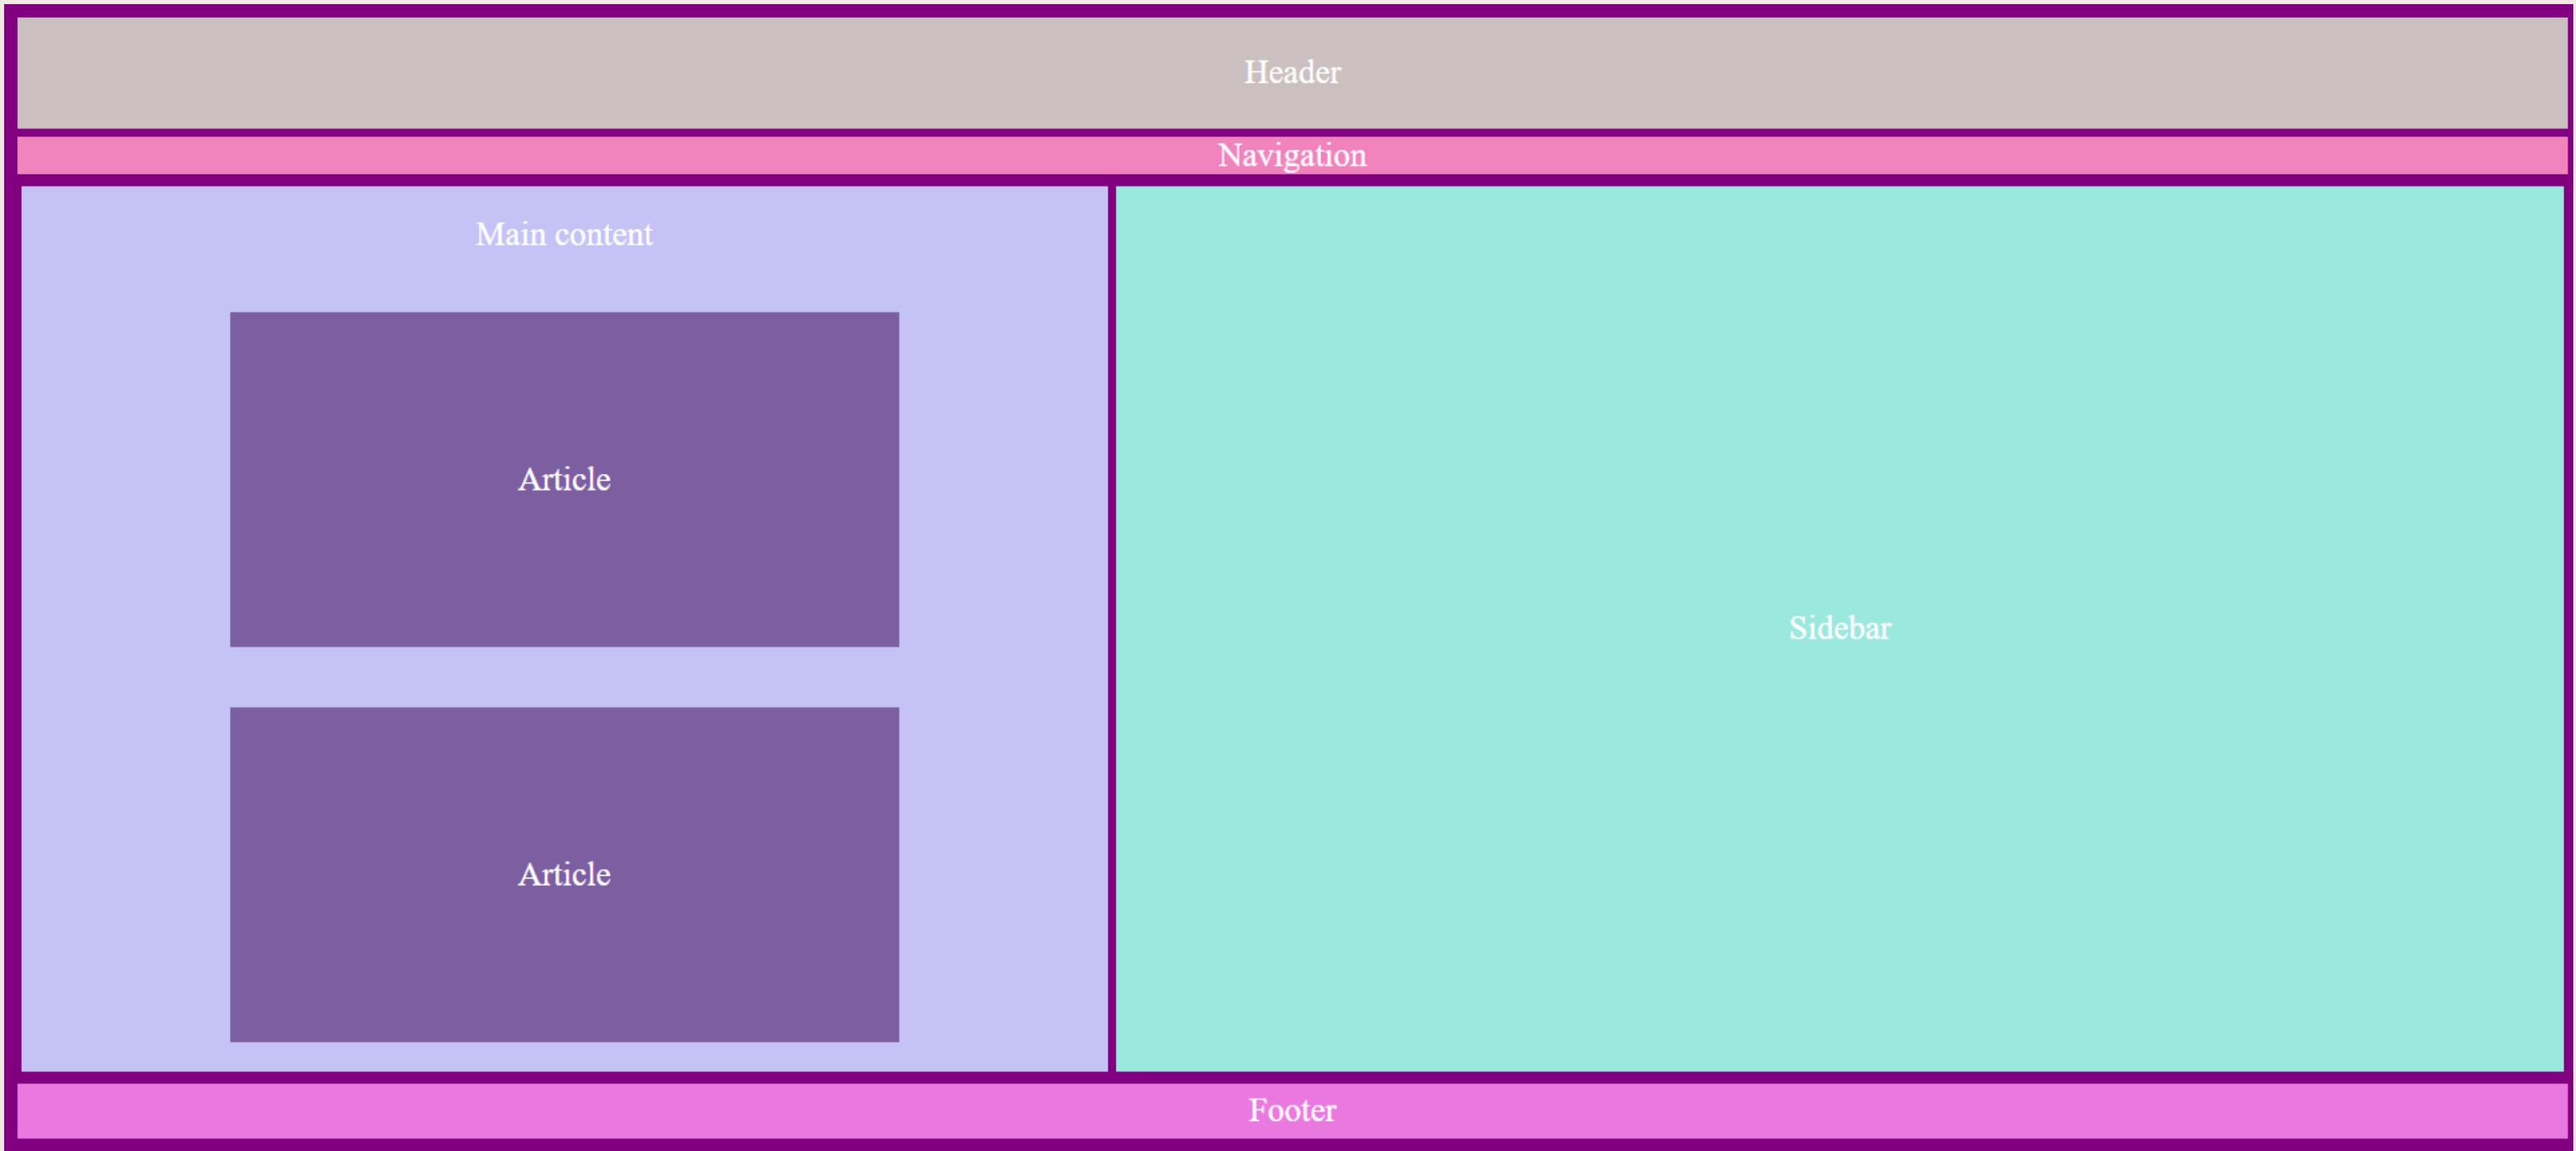 Header
Navigation
Main content
Article
Article
Sidebar
Footer